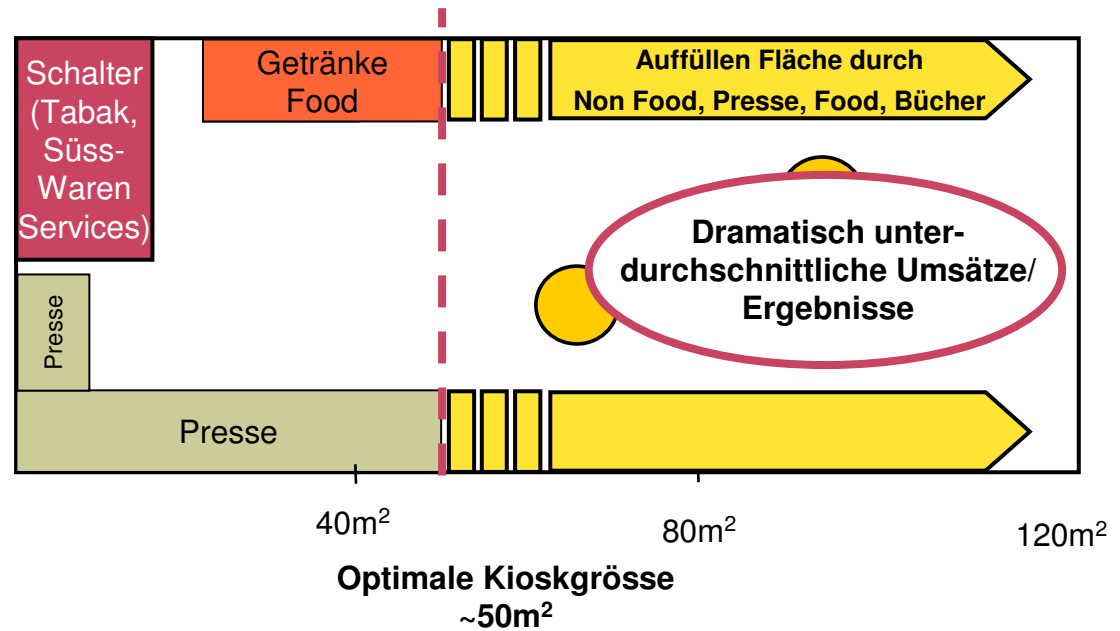 Schalter
(Tabak,
Süss-
Waren
Services)
Getränke
Food
Auffüllen Fläche durch
Non Food, Presse, Food, Bücher
Dramatisch unter-
durchschnittliche Umsätze/
Ergebnisse
Presse
Presse
40m²
80m²
120m²
Optimale Kioskgrösse
~50m²